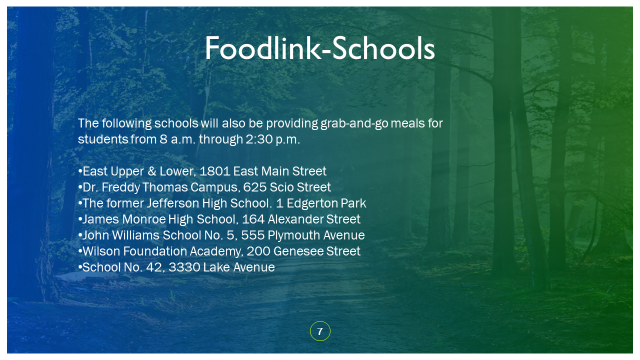 Foodlink-Schools
The following schools will also be providing grab-and-go meals for
students from 8 a.m. through 2:30 p.m.
•East Upper & Lower, 1801 East Main Street
•Dr. Freddy Thomas Campus, 625 Scio Street
•The former Jefferson High School. 1 Edgerton Park
•James Monroe High School, 164 Alexander Street
•John Williams School No. 5, 555 Plymouth Avenue
•Wilson Foundation Academy, 200 Genesee Street
•School No. 42, 3330 Lake Avenue
7